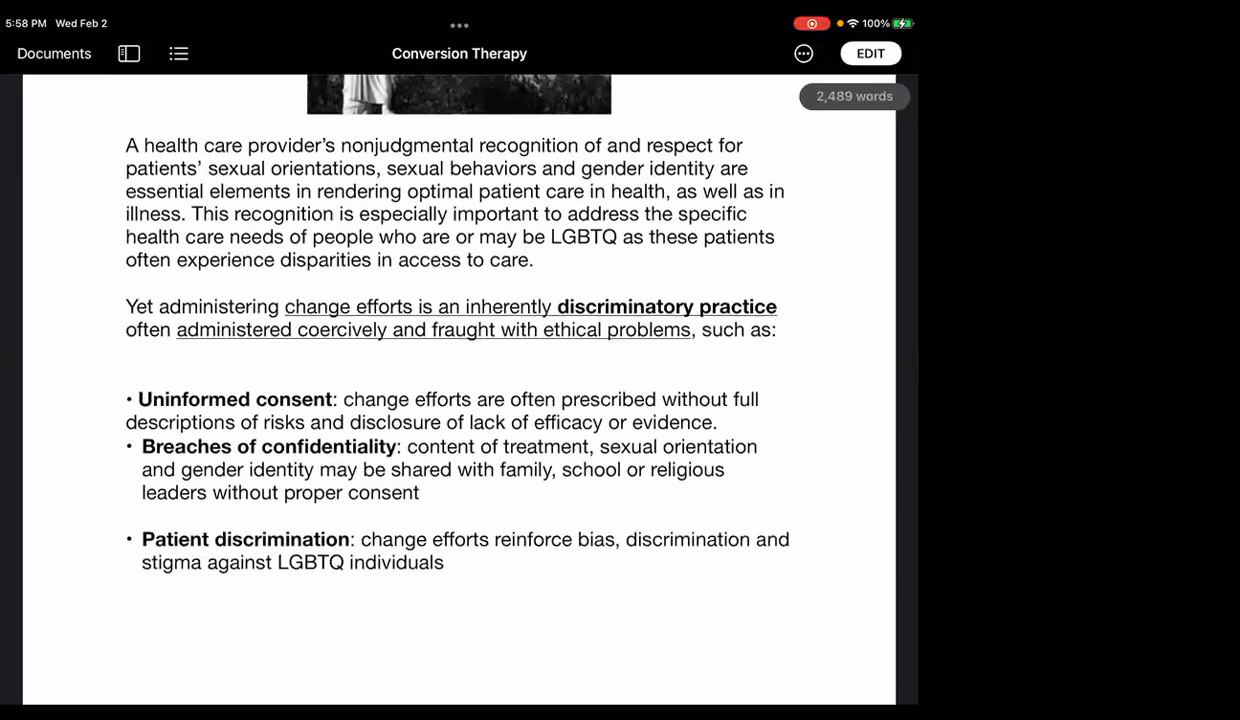 5:58 PM Wed Feb 2
100%
Documents
Conversion Therapy
EDIT
2,489 words
A health care provider's nonjudgmental recognition of and respect for
patients' sexual orientations, sexual behaviors and gender identity are
essential elements in rendering optimal patient care in health, as well as in
illness. This recognition is especially important to address the specific
health care needs of people who are or may be LGBTQ as these patients
often experience disparities in access to care.
Yet administering change efforts is an inherently discriminatory practice
often administered coercively and fraught with ethical problems, such as:
• Uninformed consent: change efforts are often prescribed without full
descriptions of risks and disclosure of lack of efficacy or evidence.
• Breaches of confidentiality: content of treatment, sexual orientation
and gender identity may be shared with family, school or religious
leaders without proper consent
• Patient discrimination: change efforts reinforce bias, discrimination and
stigma against LGBTQ individuals